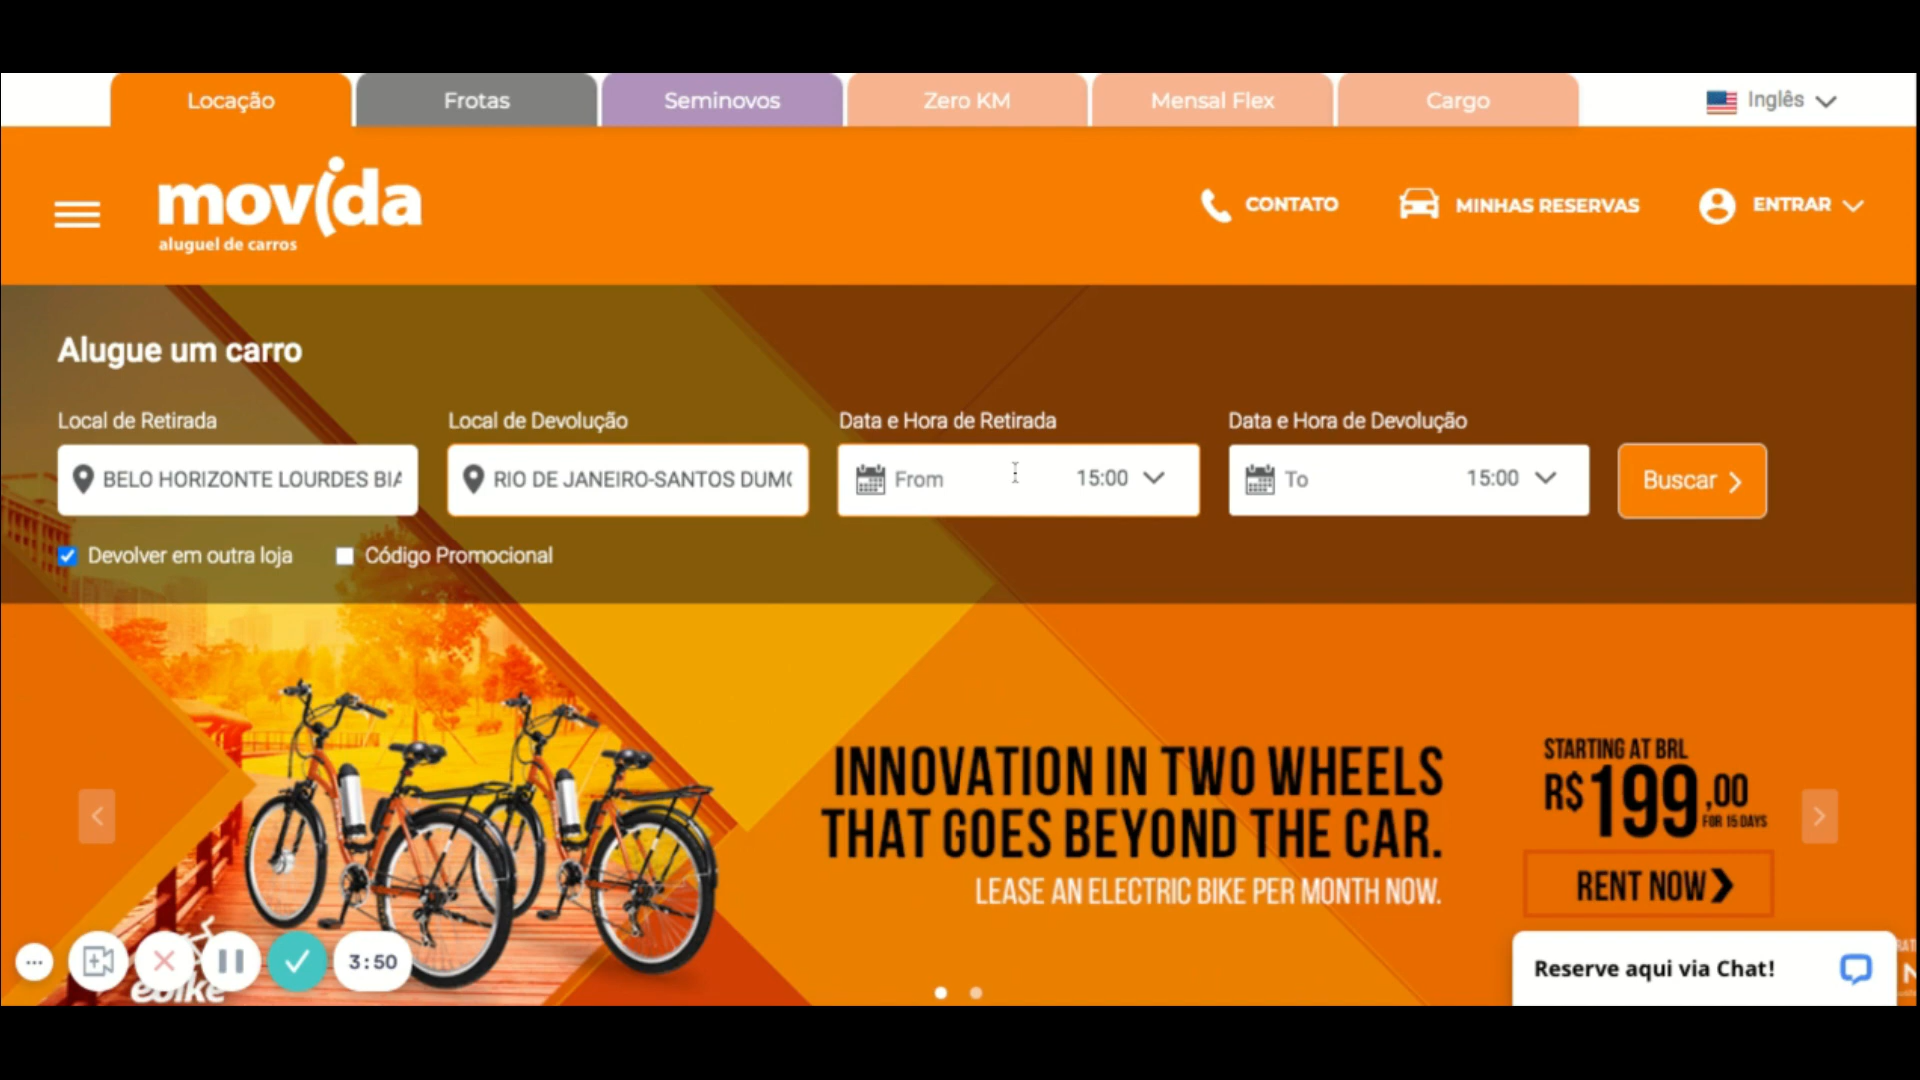 Locação
Frotas
Seminovos
Zero KM
Mensal Flex
Cargo
Inglês
movida
aluguel de carros
CONTATO
MINHAS RESERVAS
ENTRAR
Alugue um carro
Local de Retirada
Local de Devolução
Data e Hora de Retirada
Data e Hora de Devolução
BELO HORIZONTE LOURDES BIA
RIO DE JANEIRO-SANTOS DUMO
From
15:00
To
15:00
Buscar
Devolver em outra loja
Código Promocional
INNOVATION IN TWO WHEELS
THAT GOES BEYOND THE CAR.
LEASE AN ELECTRIC BIKE PER MONTH NOW.
STARTING AT BRL
R$199,00
FOR 15 DAYS
RENT NOW
3:50
ebike
Reserve aqui via Chat!